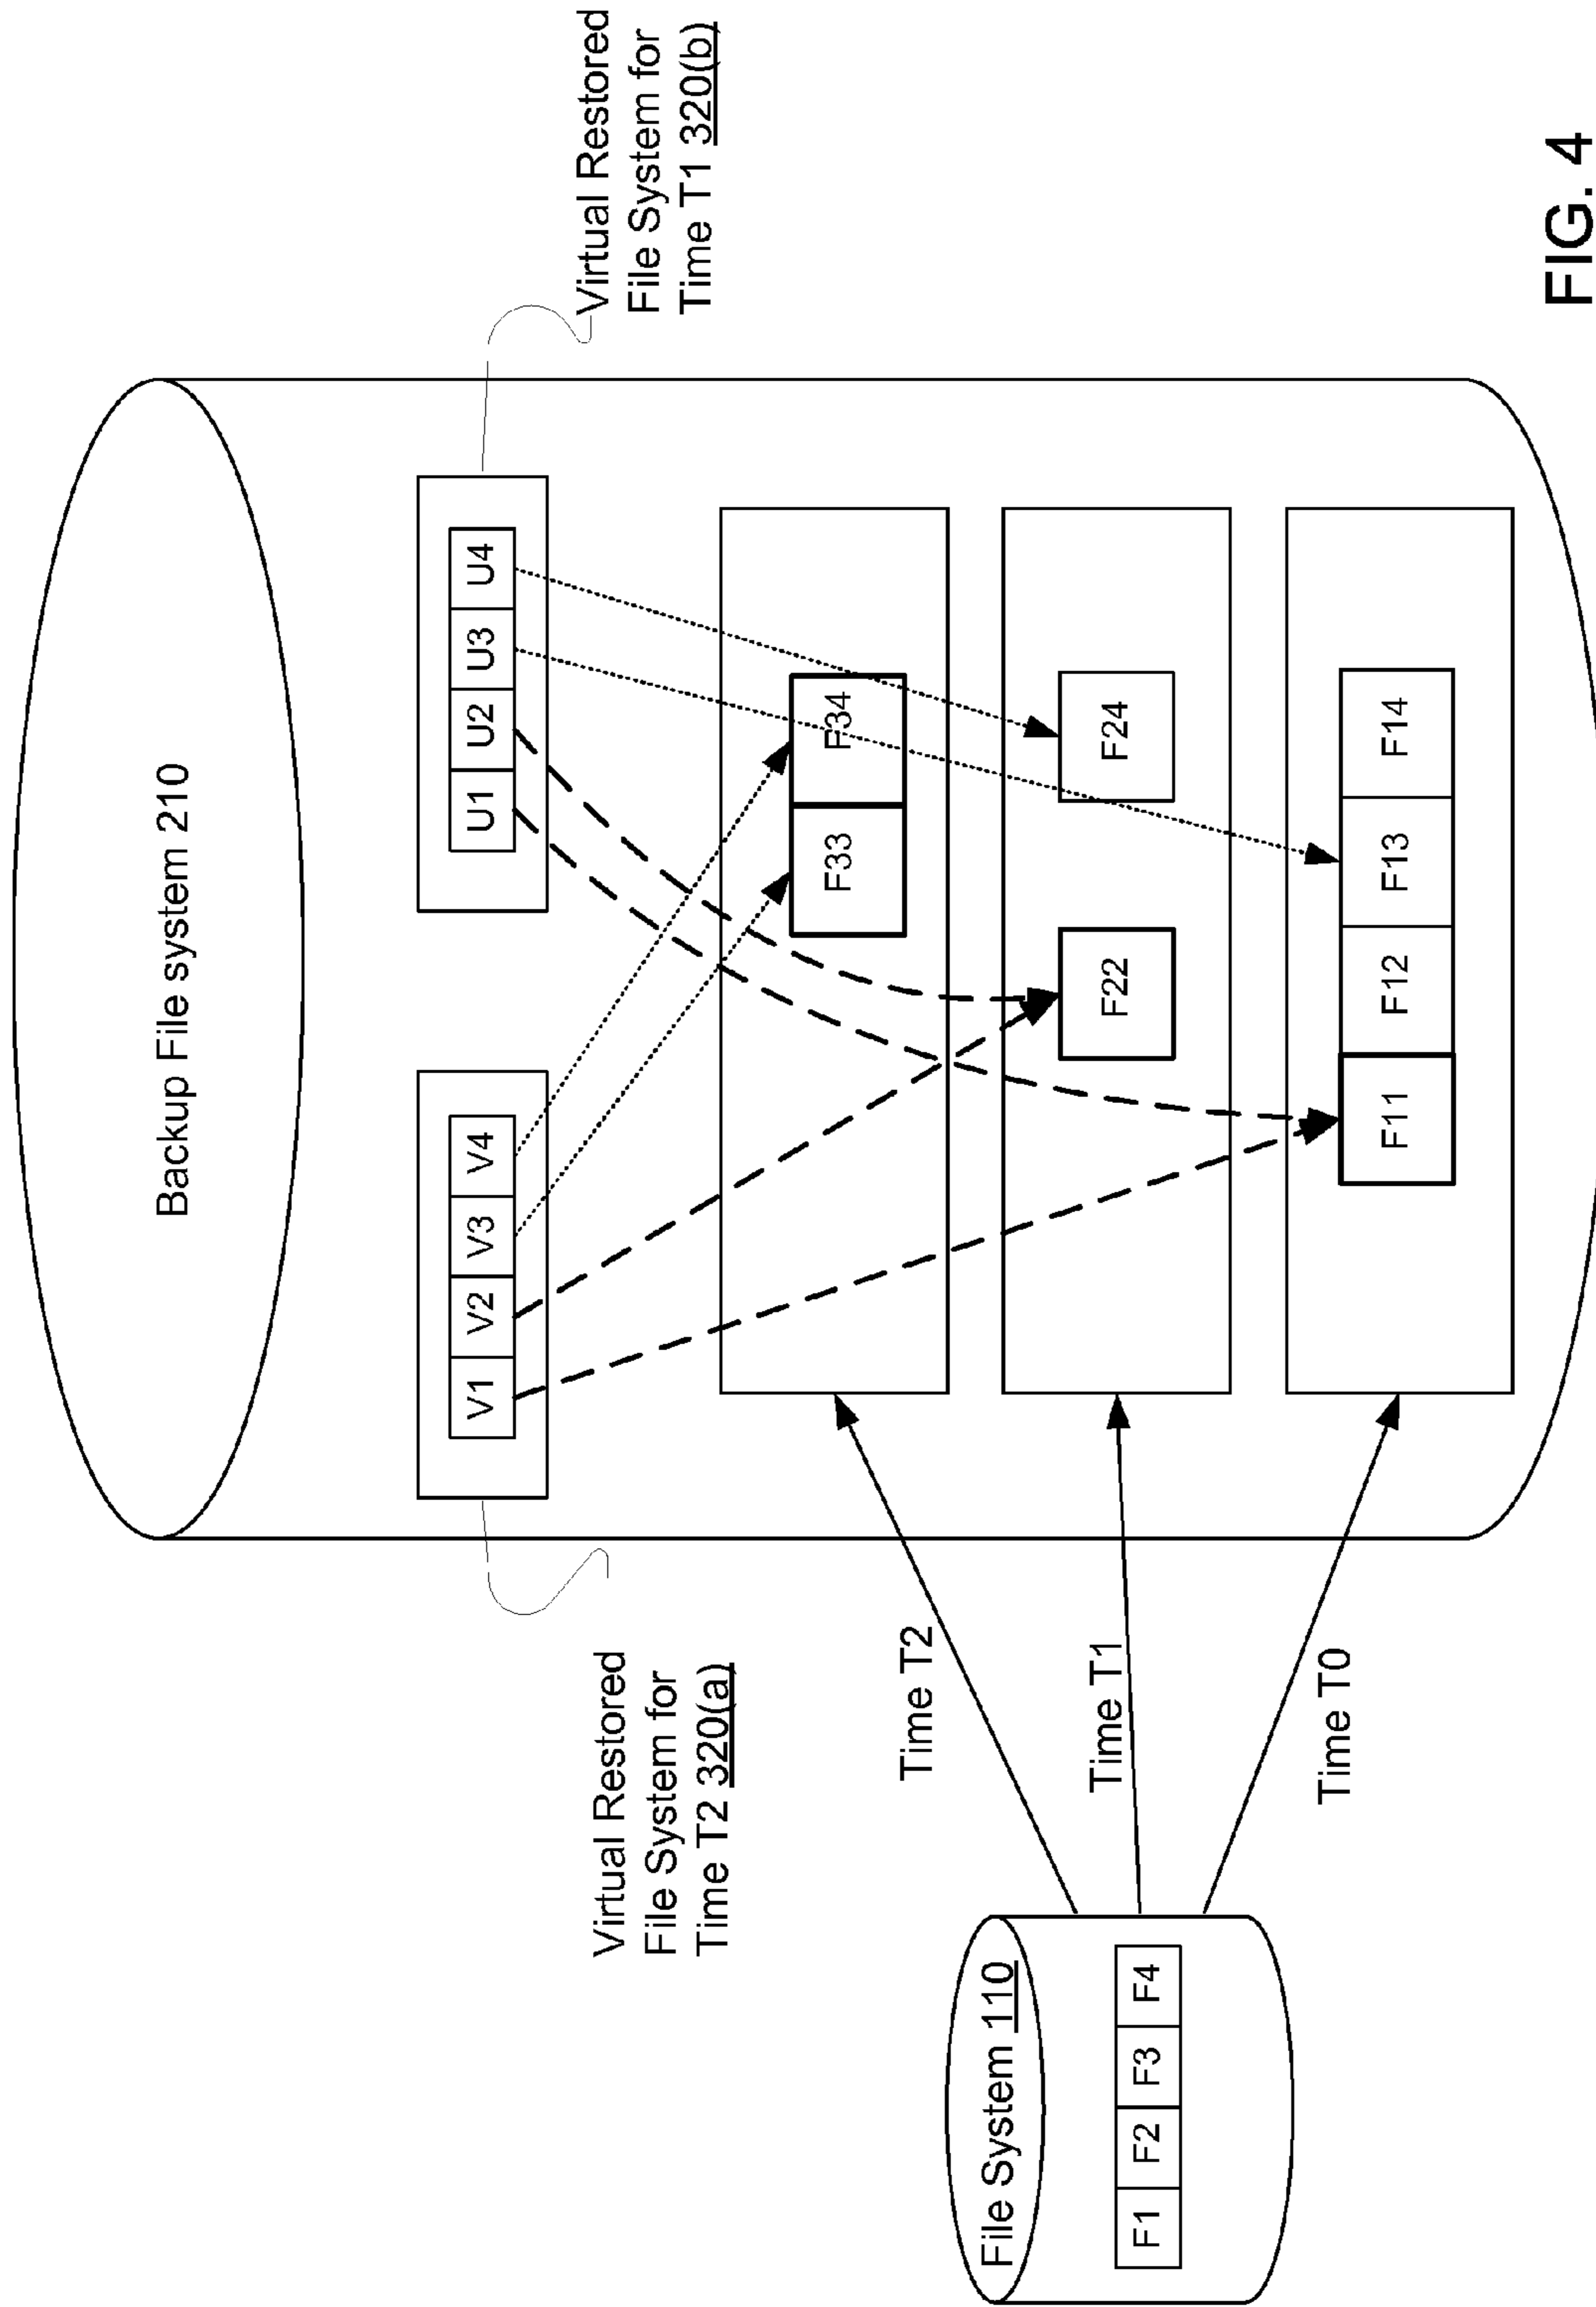 Backup File system 210
V1 V2 V3 V4
U1 U2 U3 U4
Virtual Restored
File System for
Time T2 320(a)
Virtual Restored
File System for
Time T1 320(b)
F33 F34
Time T2
File System 110
F1 F2 F3 F4
Time T1
F22 F24
Time T0
F11 F12 F13 F14
FIG. 4